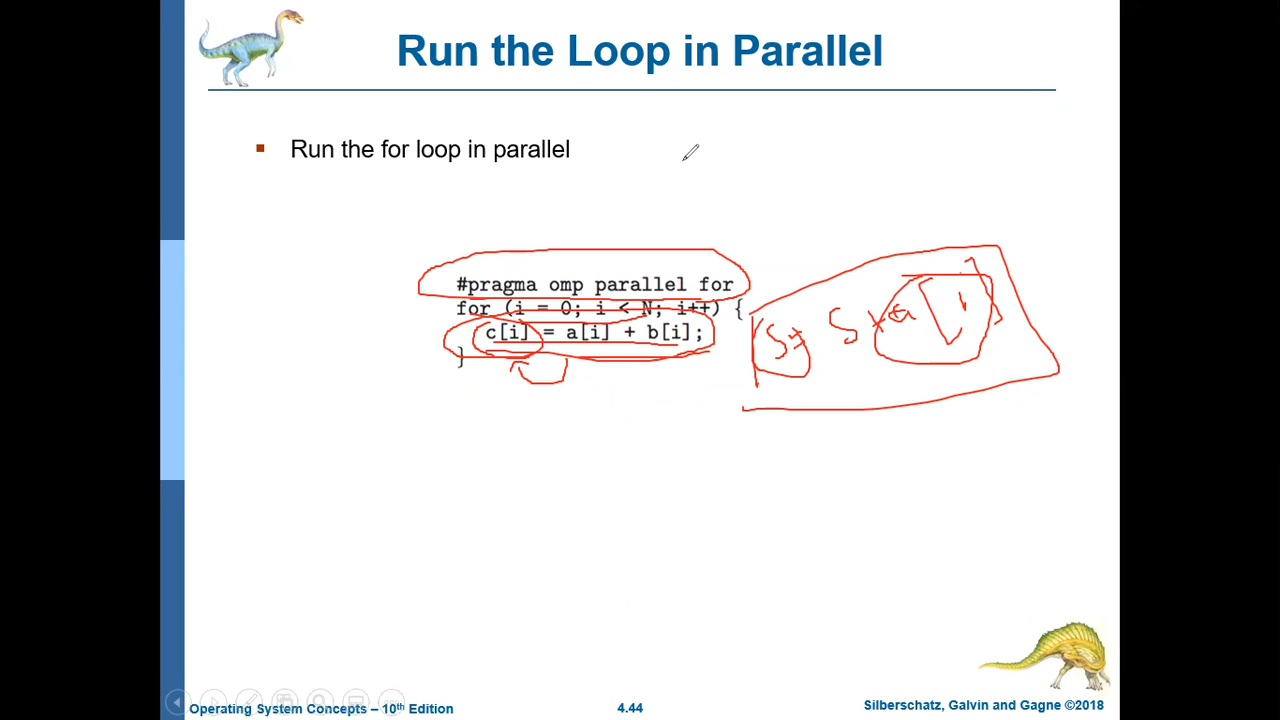 Run the Loop in Parallel
▪ Run the for loop in parallel
#pragma omp parallel for
for (i = 0; i < N; i++) {
c[i] = a[i] + b[i];
}
Operating System Concepts – 10th Edition
4.44
Silberschatz, Galvin and Gagne ©2018